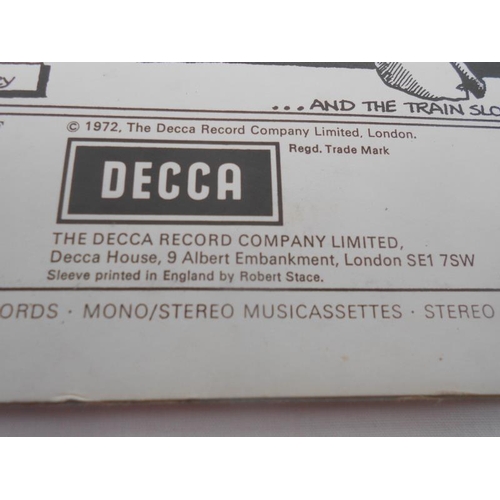 ...AND THE TRAIN SLO
© 1972, The Decca Record Company Limited, London.
Regd. Trade Mark
DECCA
THE DECCA RECORD COMPANY LIMITED,
Decca House, 9 Albert Embankment, London SE1 7SW
Sleeve printed in England by Robert Stace.
ORDS · MONO/STEREO MUSICASSETTES · STEREO